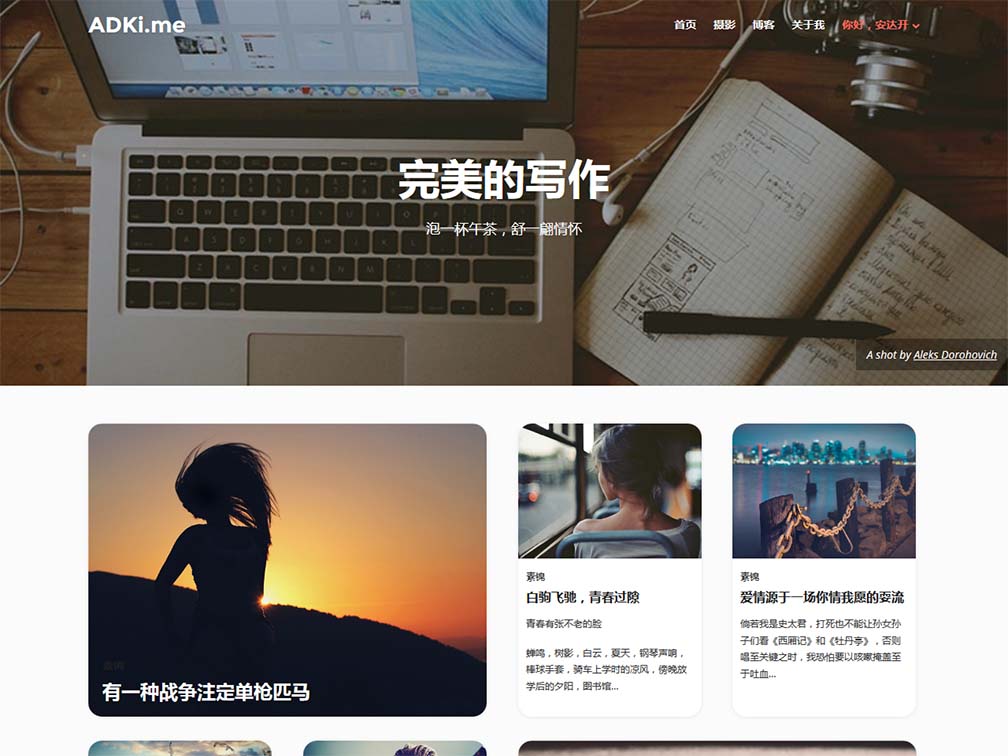 ADKi.me
首页 摄影 博客 关于我 你好，安达开
完美的写作
泡一杯午茶，舒一翩情怀
A shot by Aleks Dorohovich
有一种战争注定单枪匹马
素锦
白驹飞驰，青春过隙
青春有张不老的脸
蝉鸣，树影，白云，夏天，钢琴声响，
棒球手套，骑车上学时的凉风，傍晚放
学后的夕阳，图书馆...
素锦
爱情源于一场你情我愿的耍流
倘若我是史太君，打死也不能让孙女孙
子们看《西厢记》和《牡丹亭》，否则
唱至关键之时，我恐怕要以咳嗽掩盖至
于吐血...